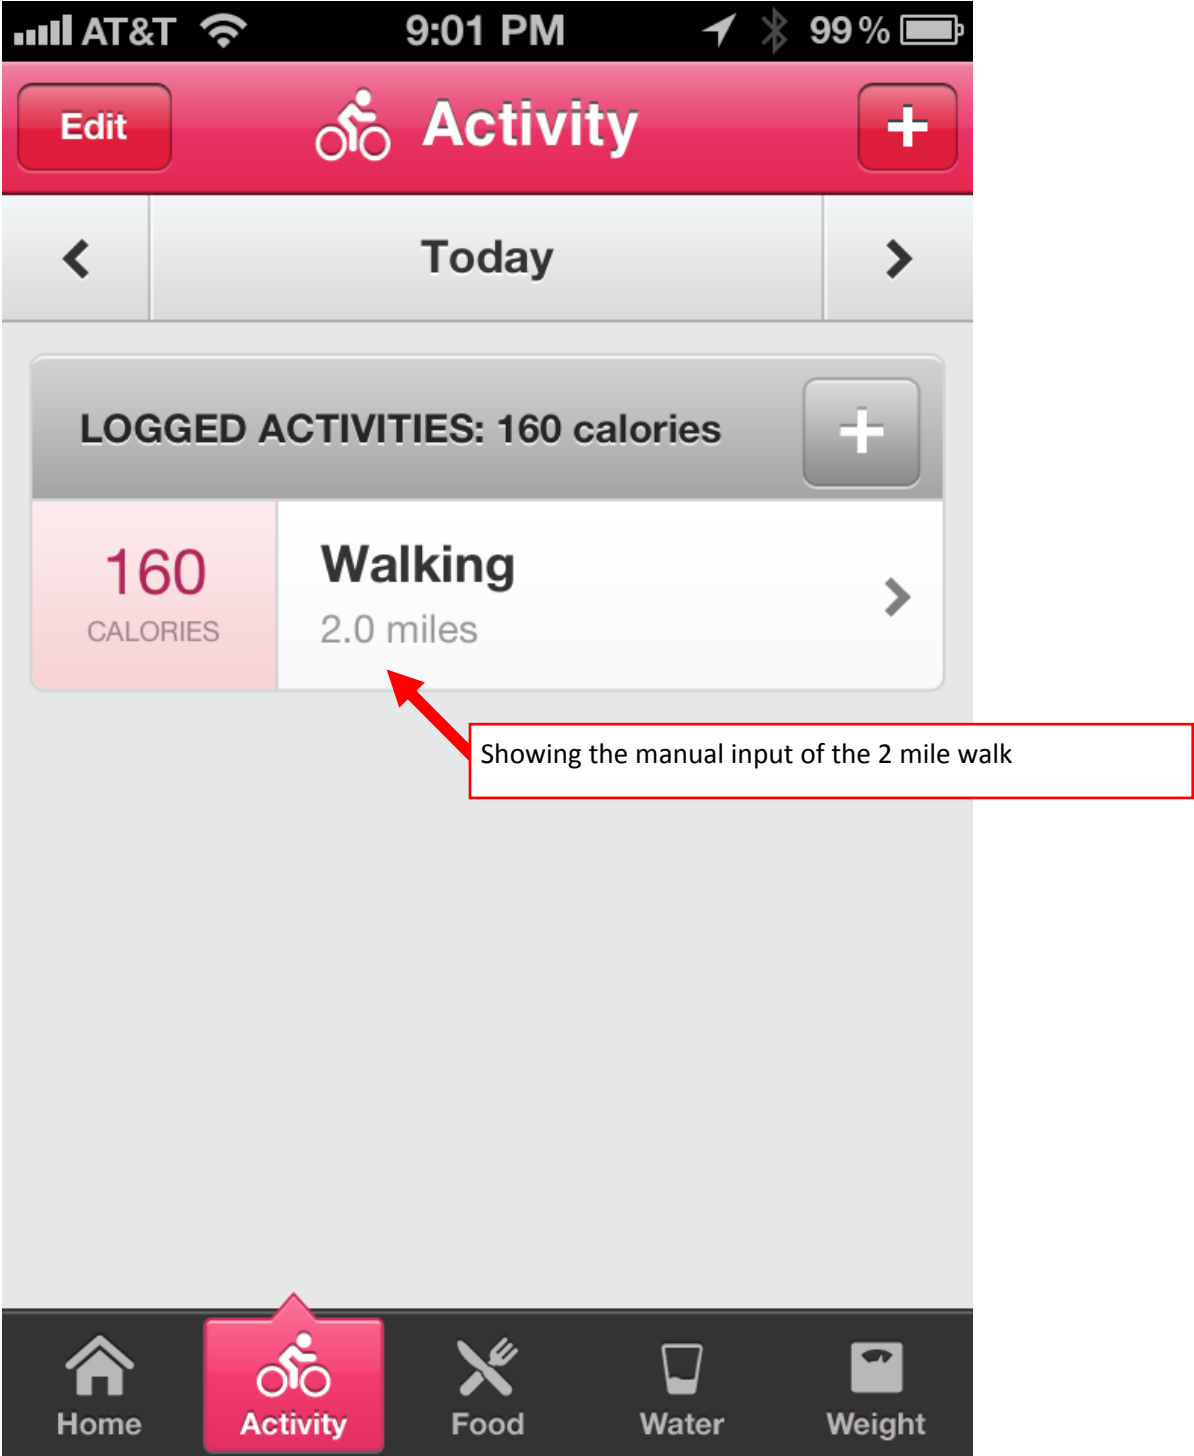 AT&T 9:01 PM 99%
Edit Activity +
Today
LOGGED ACTIVITIES: 160 calories +
160 Walking
CALORIES 2.0 miles
Showing the manual input of the 2 mile walk
Home Activity Food Water Weight